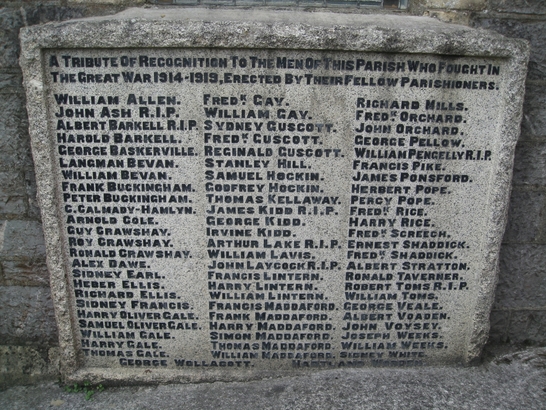 A TRIBUTE OF RECOGNITION TO THE MEN OF THIS PARISH WHO FOUGHT IN
THE GREAT WAR 1914-1919, ERECTED BY THEIR FELLOW PARISHIONERS.
WILLIAM ALLEN.
JOHN ASH R.I.P.
ALBERT BARKELL R.I.P.
HAROLD BARKELL.
GEORGE BASKERVILLE.
LANGMAN BEVAN.
WILLIAM BEVAN.
FRANK BUCKINGHAM.
PETER BUCKINGHAM.
C. CALMADY-HAMLYN.
ARNOLD COLE.
GUY CRAWSHAY.
ROY CRAWSHAY.
RONALD CRAWSHAY.
ALEX DAWE.
SIDNEY EARL.
HEBER ELLIS.
RICHARD ELLIS.
SIDNEY FRANCIS.
HARRY OLIVER GALE.
SAMUEL OLIVER GALE.
WILLIAM GALE.
HARRY GALE.
THOMAS GALE.
FREDK GAY.
WILLIAM GAY.
SYDNEY GUSCOTT.
FREDK GUSCOTT.
REGINALD GUSCOTT.
STANLEY HILL.
SAMUEL HOCKIN.
GODFREY HOCKIN.
THOMAS KELLAWAY.
JAMES KIDD R.I.P.
GEORGE KIDD.
IRVINE KIDD.
ARTHUR LAKE R.I.P.
WILLIAM LAVIS.
JOHN LAYCOCK R.I.P.
FRANCIS LINTERN.
HARRY LINTERN.
WILLIAM LINTERN.
FRANCIS MADDAFORD.
FRANK MADDAFORD.
HARRY MADDAFORD.
SIMON MADDAFORD.
THOMAS MADDAFORD.
WILLIAM MADDAFORD.
RICHARD MILLS.
FREDK ORCHARD.
JOHN ORCHARD.
GEORGE PELLOW.
WILLIAM PENGELLY R.I.P.
FRANCIS PIKE.
JAMES PONSFORD.
HERBERT POPE.
PERCY POPE.
FREDK RICE.
HARRY RICE.
FREDK SCREECH.
ERNEST SHADDICK.
FREDK SHADDICK.
ALBERT STRATTON.
RONALD TAVERNER.
ROBERT TOMS R.I.P.
WILLIAM TOMS.
GEORGE VEALE.
ALBERT VOADEN.
JOHN VOYSEY.
JOSEPH WEEKS.
WILLIAM WEEKS.
SIDNEY WHITE.
GEORGE WOLLACOTT.